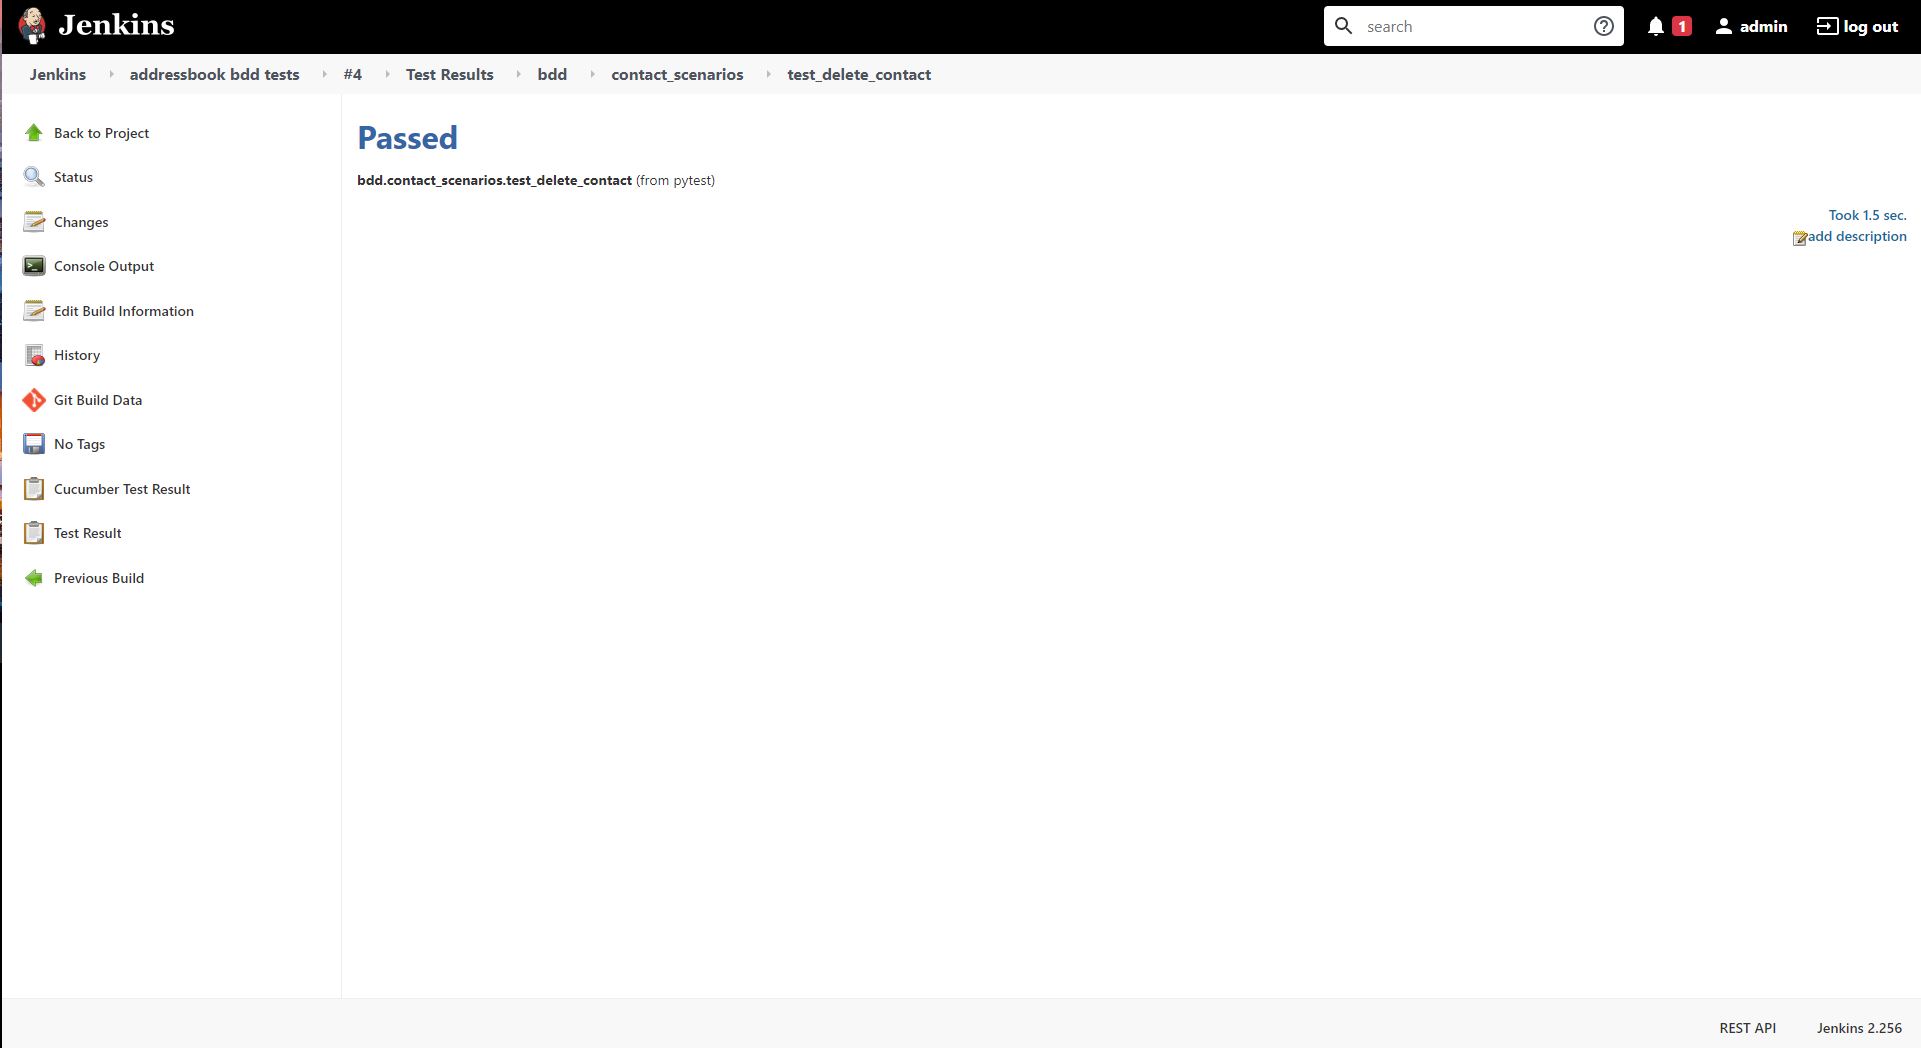 Jenkins
search
1
admin
log out
Jenkins addressbook bdd tests #4 Test Results bdd contact_scenarios test_delete_contact
Back to Project
Status
Changes
Console Output
Edit Build Information
History
Git Build Data
No Tags
Cucumber Test Result
Test Result
Previous Build
Passed
bdd.contact_scenarios.test_delete_contact (from pytest)
Took 1.5 sec.
add description
REST API
Jenkins 2.256